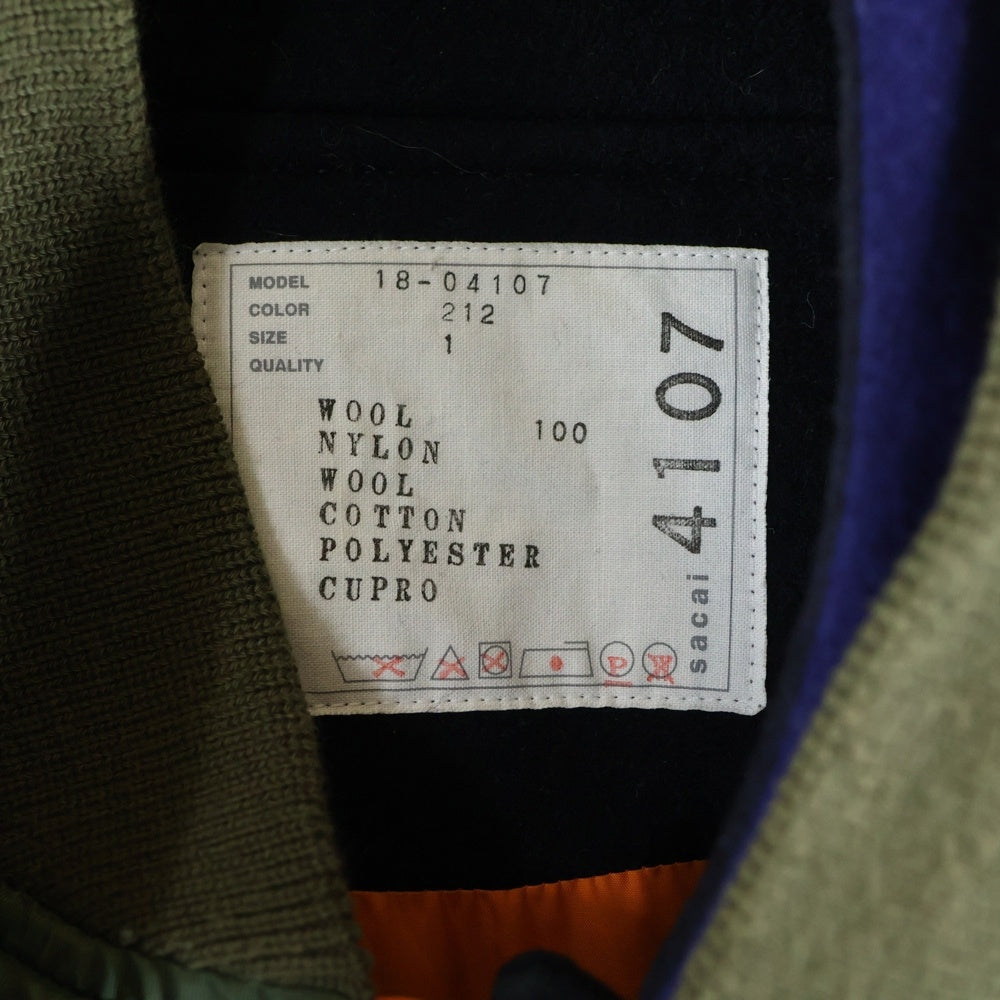 MODEL 18-04107
COLOR 212
SIZE 1
QUALITY
WOOL 100
NYLON
WOOL
COTTON
POLYESTER
CUPRO
P
sacai 4107